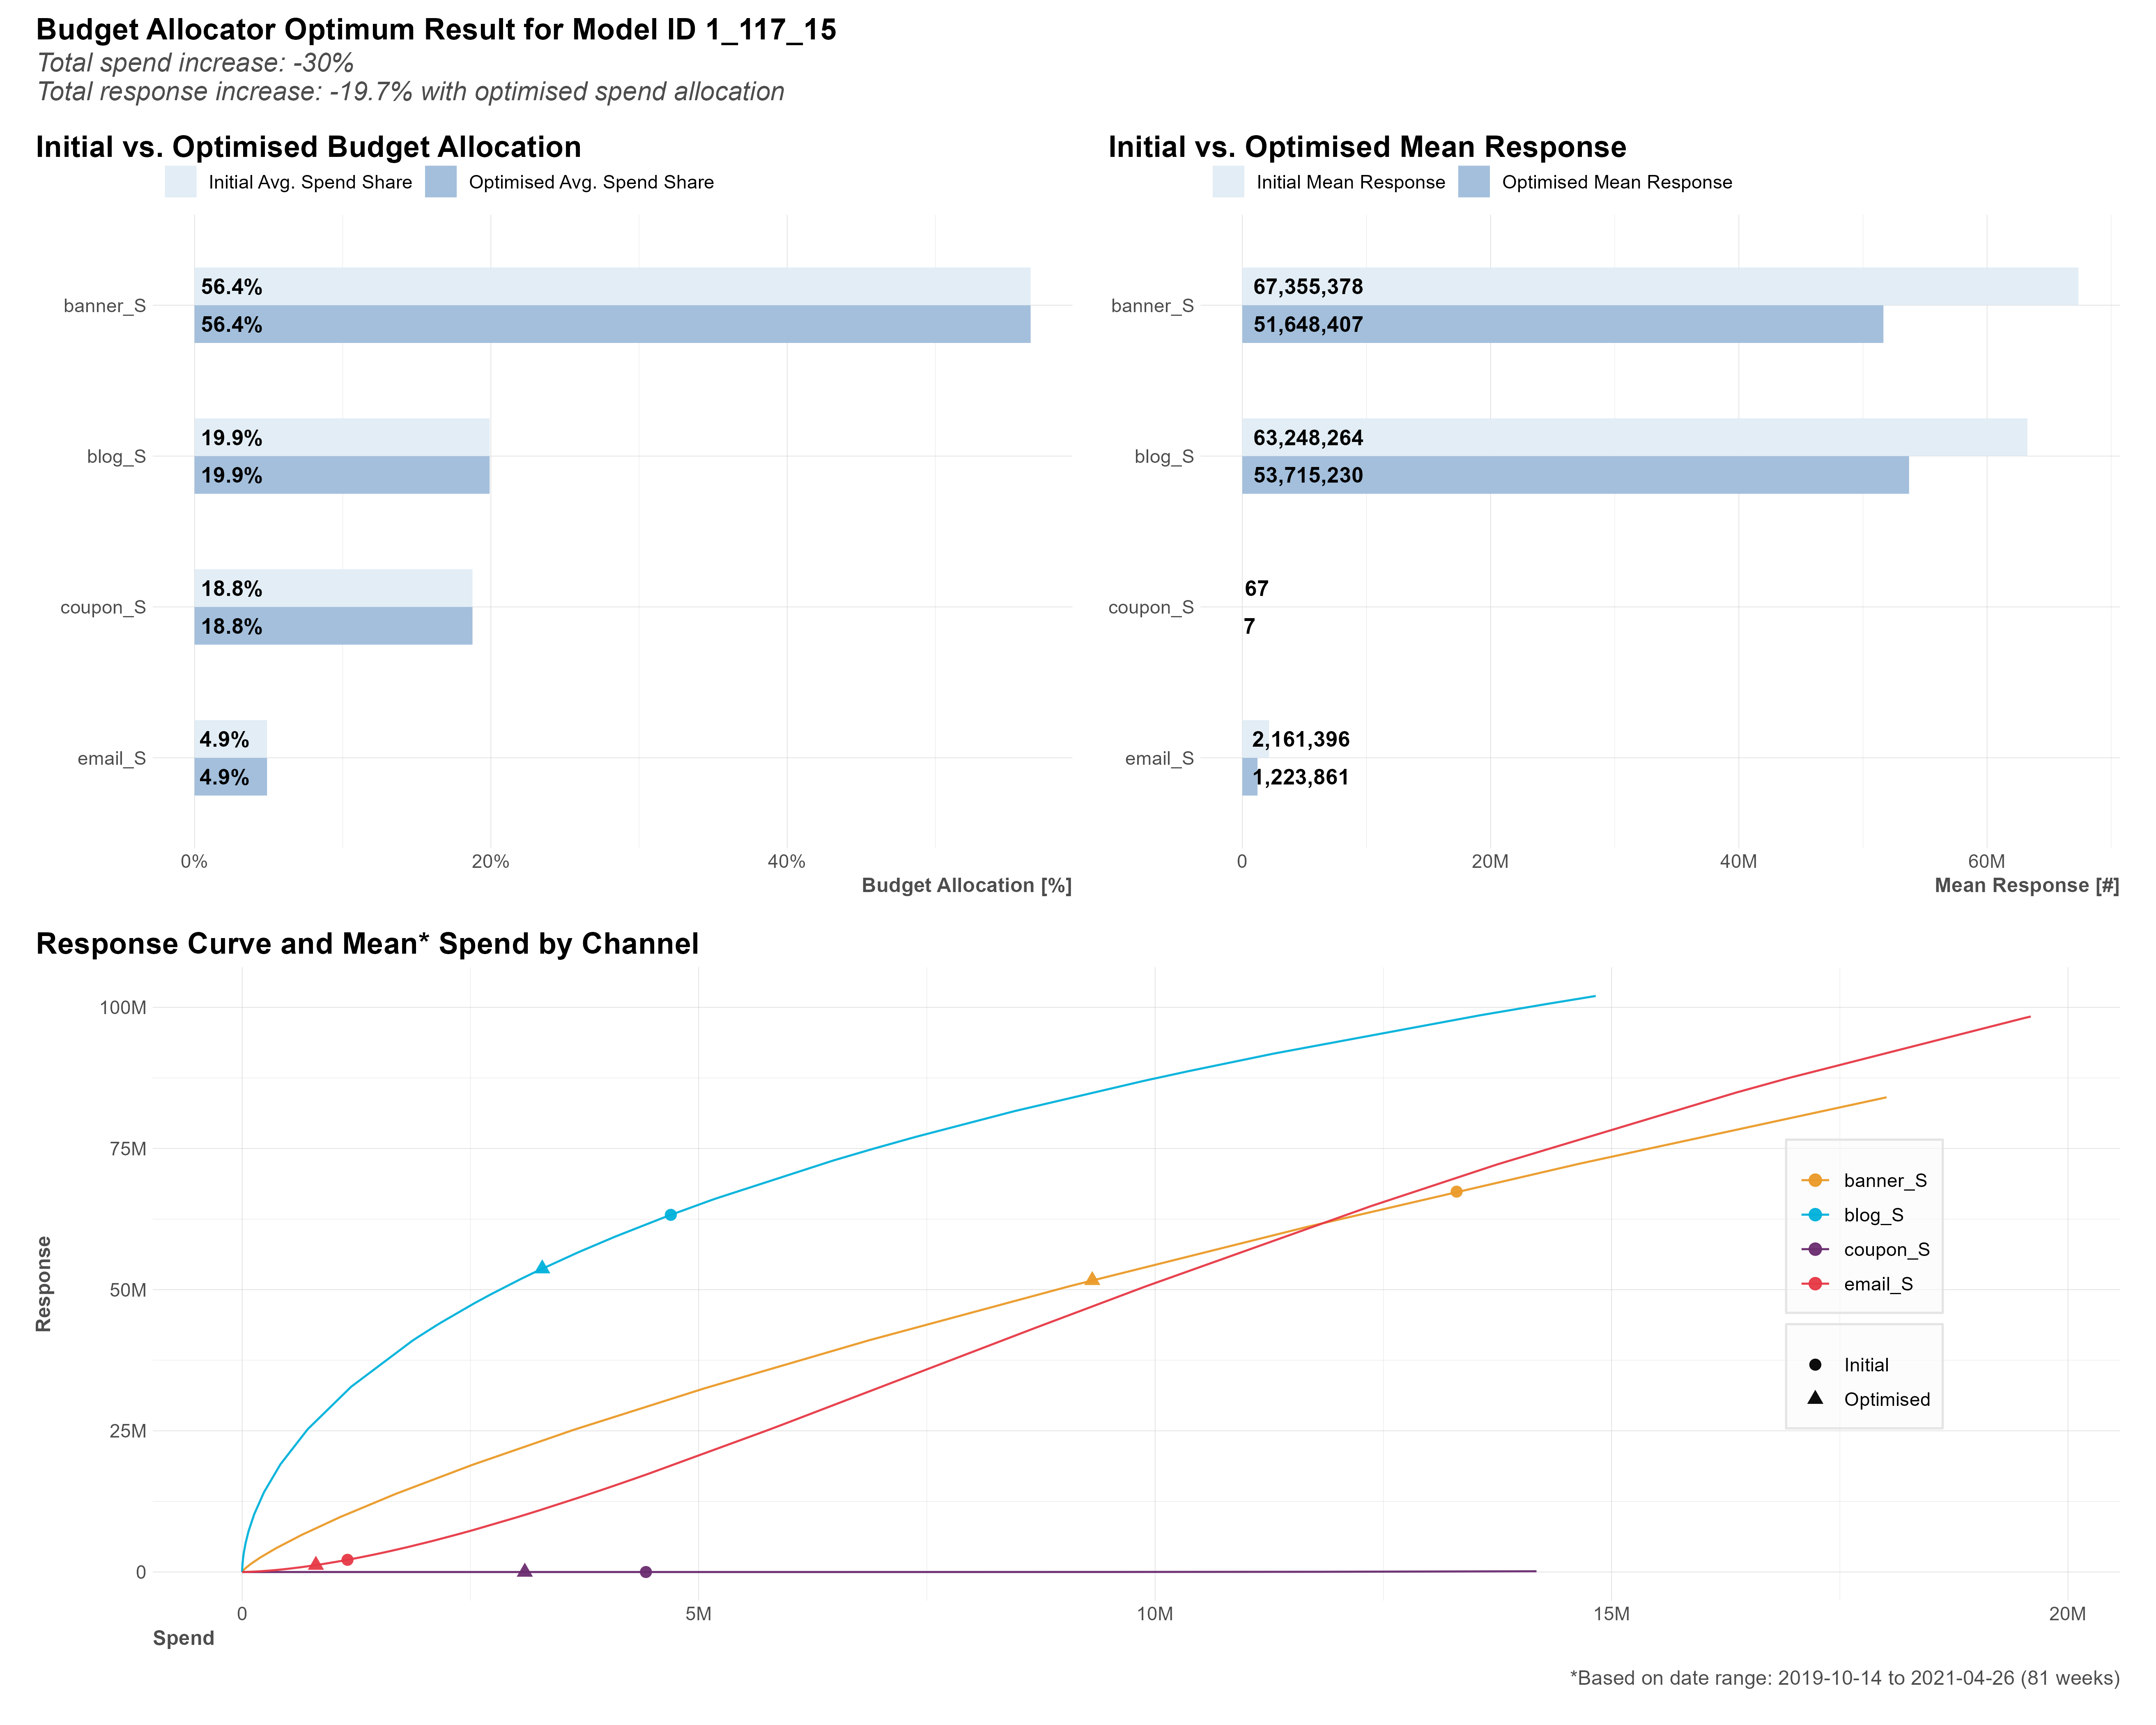 Budget Allocator Optimum Result for Model ID 1_117_15
Total spend increase: -30%
Total response increase: -19.7% with optimised spend allocation
Initial vs. Optimised Budget Allocation
Initial Avg. Spend Share Optimised Avg. Spend Share
banner_S
56.4%
56.4%
blog_S
19.9%
19.9%
coupon_S
18.8%
18.8%
email_S
4.9%
4.9%
0% 20% 40%
Budget Allocation [%]
Initial vs. Optimised Mean Response
Initial Mean Response Optimised Mean Response
banner_S
67,355,378
51,648,407
blog_S
63,248,264
53,715,230
coupon_S
67
7
email_S
2,161,396
1,223,861
0 20M 40M 60M
Mean Response [#]
Response Curve and Mean* Spend by Channel
Response
100M
75M
50M
25M
0
banner_S
blog_S
coupon_S
email_S
Initial
Optimised
0 5M 10M 15M 20M
Spend
*Based on date range: 2019-10-14 to 2021-04-26 (81 weeks)